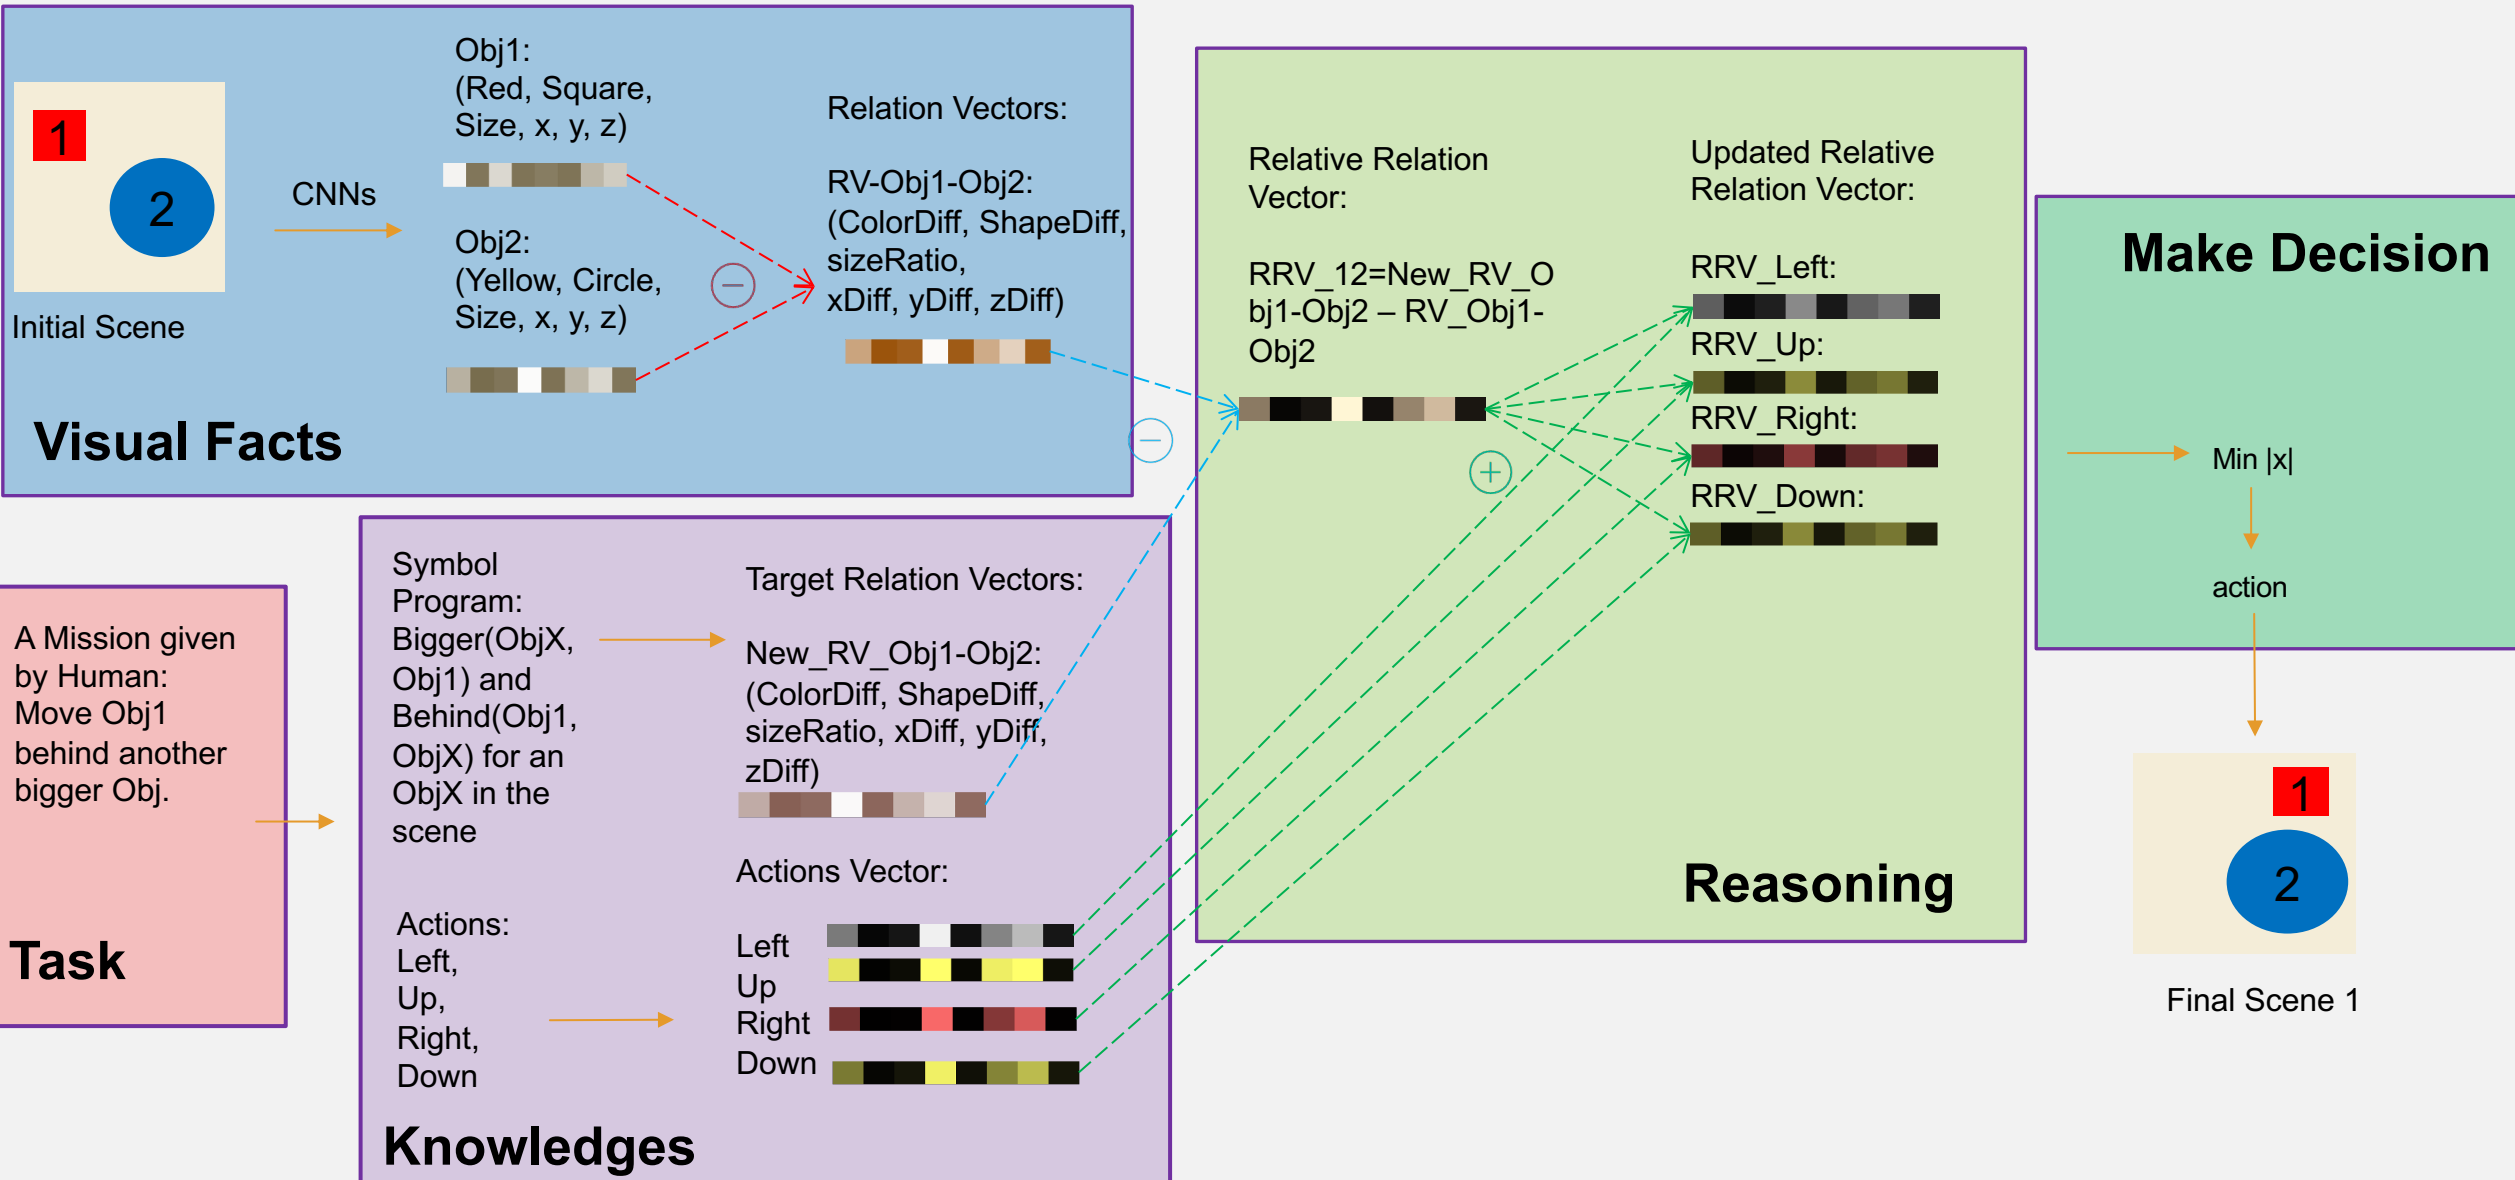 1
2
Initial Scene
CNNs
Obj1:
(Red, Square,
Size, x, y, z)
Obj2:
(Yellow, Circle,
Size, x, y, z)
Relation Vectors:
RV-Obj1-Obj2:
(ColorDiff, ShapeDiff,
sizeRatio,
xDiff, yDiff, zDiff)
Visual Facts
A Mission given
by Human:
Move Obj1
behind another
bigger Obj.
Task
Symbol
Program:
Bigger(ObjX,
Obj1) and
Behind(Obj1,
ObjX) for an
ObjX in the
scene
Target Relation Vectors:
New_RV_Obj1-Obj2:
(ColorDiff, ShapeDiff,
sizeRatio, xDiff, yDiff,
zDiff)
Actions:
Left,
Up,
Right,
Down
Actions Vector:
Left
Up
Right
Down
Knowledges
Relative Relation
Vector:
RRV_12=New_RV_O
bj1-Obj2 – RV_Obj1-
Obj2
Updated Relative
Relation Vector:
RRV_Left:
RRV_Up:
RRV_Right:
RRV_Down:
Reasoning
Make Decision
Min |x|
action
1
2
Final Scene 1